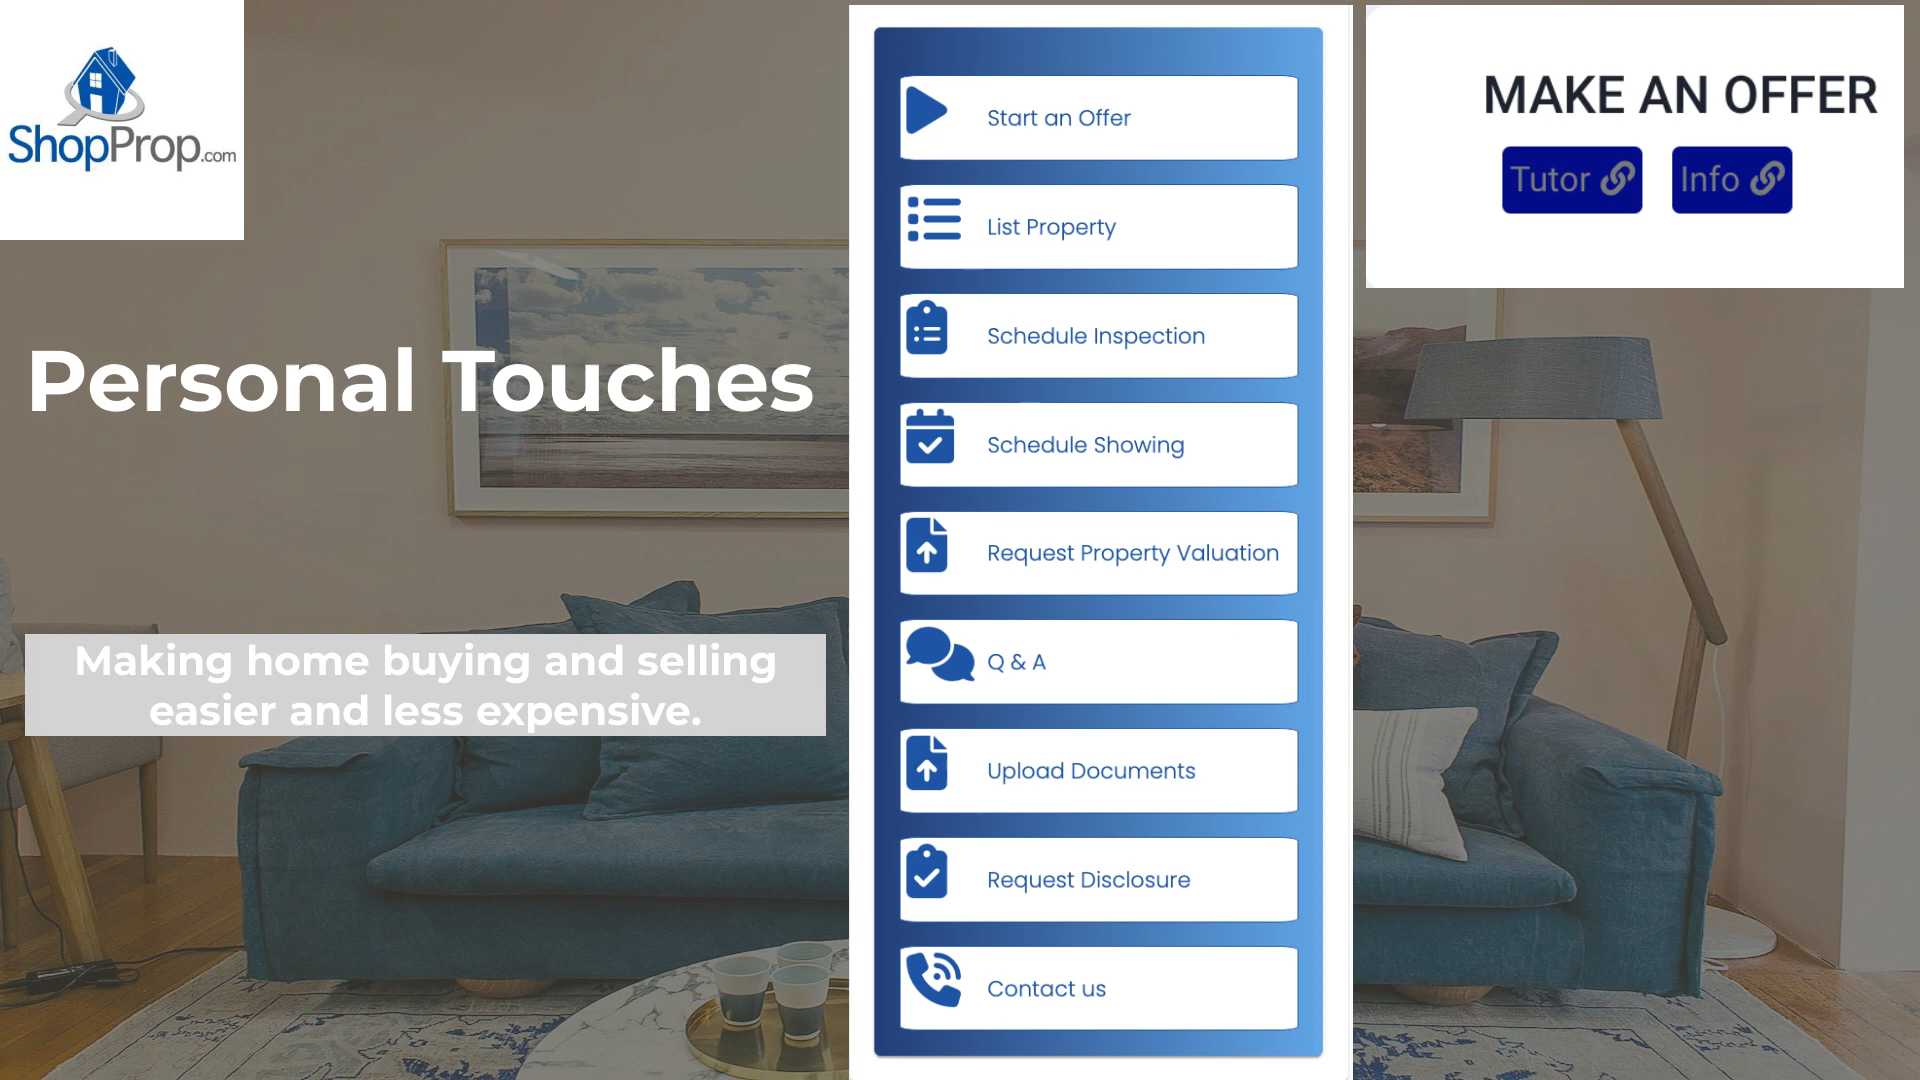 ShopProp.com
Personal Touches
Making home buying and selling
easier and less expensive.
Start an Offer
List Property
Schedule Inspection
Schedule Showing
Request Property Valuation
Q & A
Upload Documents
Request Disclosure
Contact us
MAKE AN OFFER
Tutor
Info